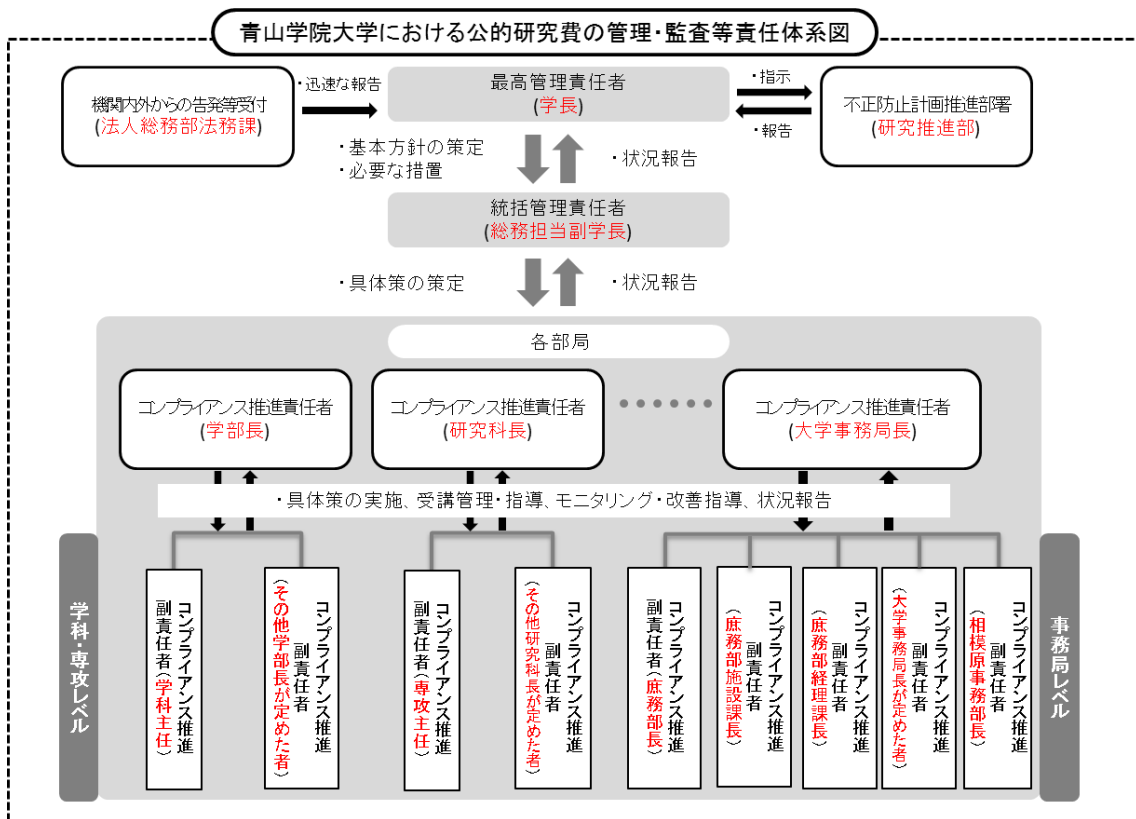 青山学院大学における公的研究費の管理・監査等責任体系図
機関内外からの告発等受付
(法人総務部法務課)
・迅速な報告
最高管理責任者
(学長)
・指示
・報告
不正防止計画推進部署
(研究推進部)
・基本方針の策定
・必要な措置
・状況報告
統括管理責任者
(総務担当副学長)
・具体策の策定
・状況報告
各部局
コンプライアンス推進責任者
(学部長)
コンプライアンス推進責任者
(研究科長)
・・・・・・
コンプライアンス推進責任者
(大学事務局長)
・具体策の実施、受講管理・指導、モニタリング・改善指導、状況報告
学科・専攻レベル
コンプライアンス推進
副責任者(学科主任)
コンプライアンス推進
副責任者
(その他学部長が定めた者)
コンプライアンス推進
副責任者(専攻主任)
コンプライアンス推進
副責任者
(その他研究科長が定めた者)
コンプライアンス推進
副責任者(庶務部長)
コンプライアンス推進
副責任者
(庶務部施設課長)
コンプライアンス推進
副責任者
(庶務部経理課長)
コンプライアンス推進
副責任者
(大学事務局長が定めた者)
コンプライアンス推進
副責任者
(相模原事務部長)
事務局レベル